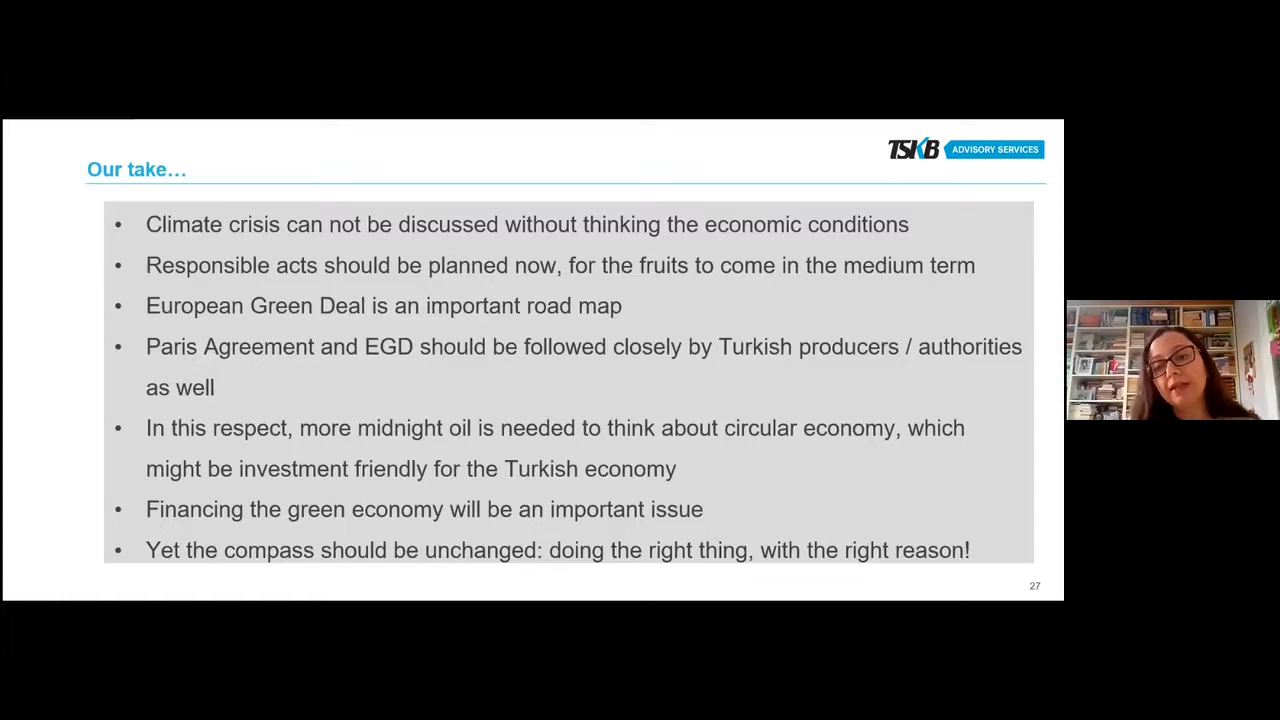 TSKB ADVISORY SERVICES
Our take...
• Climate crisis can not be discussed without thinking the economic conditions
• Responsible acts should be planned now, for the fruits to come in the medium term
• European Green Deal is an important road map
• Paris Agreement and EGD should be followed closely by Turkish producers / authorities
as well
• In this respect, more midnight oil is needed to think about circular economy, which
might be investment friendly for the Turkish economy
• Financing the green economy will be an important issue
• Yet the compass should be unchanged: doing the right thing, with the right reason!
27